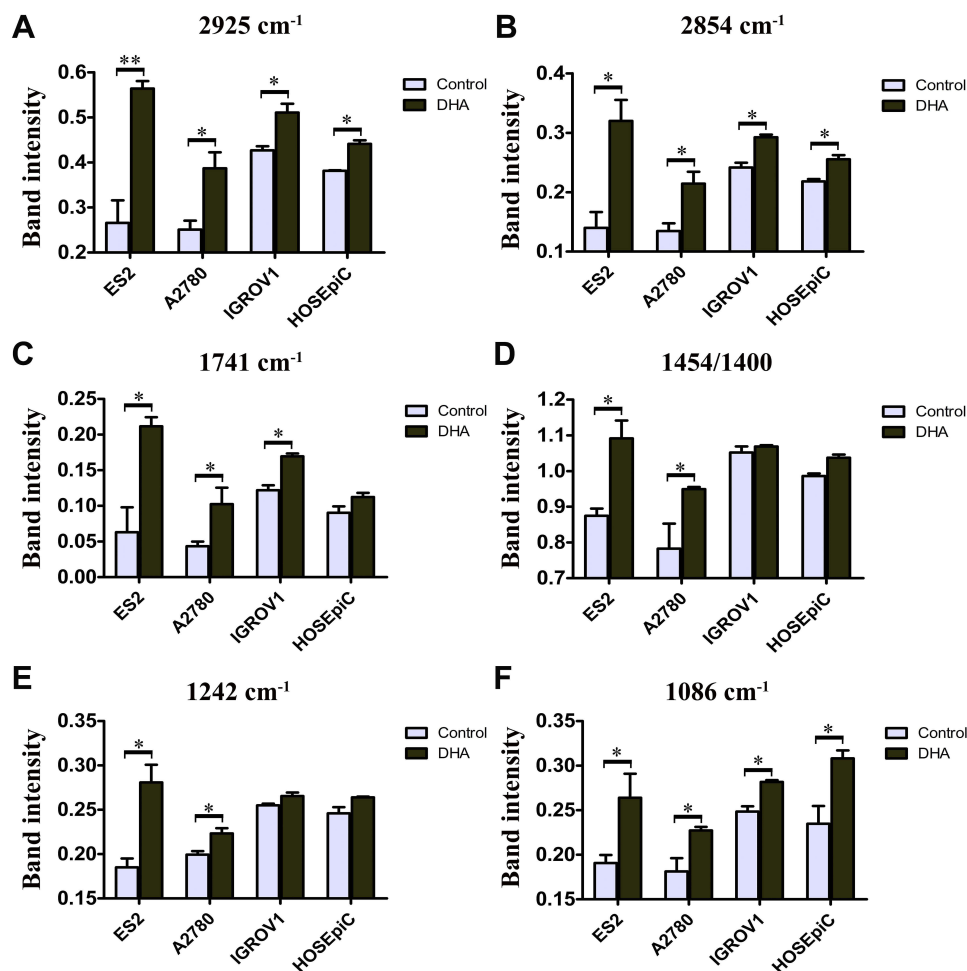 A
2925 cm-1
Band intensity
0.6
0.5
0.4
0.3
0.2
**
*
*
*
Control
DHA
ES2
A2780
IGROV1
HOSEpiC
B
2854 cm-1
Band intensity
0.4
0.3
0.2
0.1
*
*
*
*
Control
DHA
ES2
A2780
IGROV1
HOSEpiC
C
1741 cm-1
Band intensity
0.25
0.20
0.15
0.10
0.05
0.00
*
*
*
Control
DHA
ES2
A2780
IGROV1
HOSEpiC
D
1454/1400
Band intensity
1.2
1.1
1.0
0.9
0.8
0.7
*
*
Control
DHA
ES2
A2780
IGROV1
HOSEpiC
E
1242 cm-1
Band intensity
0.35
0.30
0.25
0.20
0.15
*
*
Control
DHA
ES2
A2780
IGROV1
HOSEpiC
F
1086 cm-1
Band intensity
0.35
0.30
0.25
0.20
0.15
*
*
*
*
Control
DHA
ES2
A2780
IGROV1
HOSEpiC